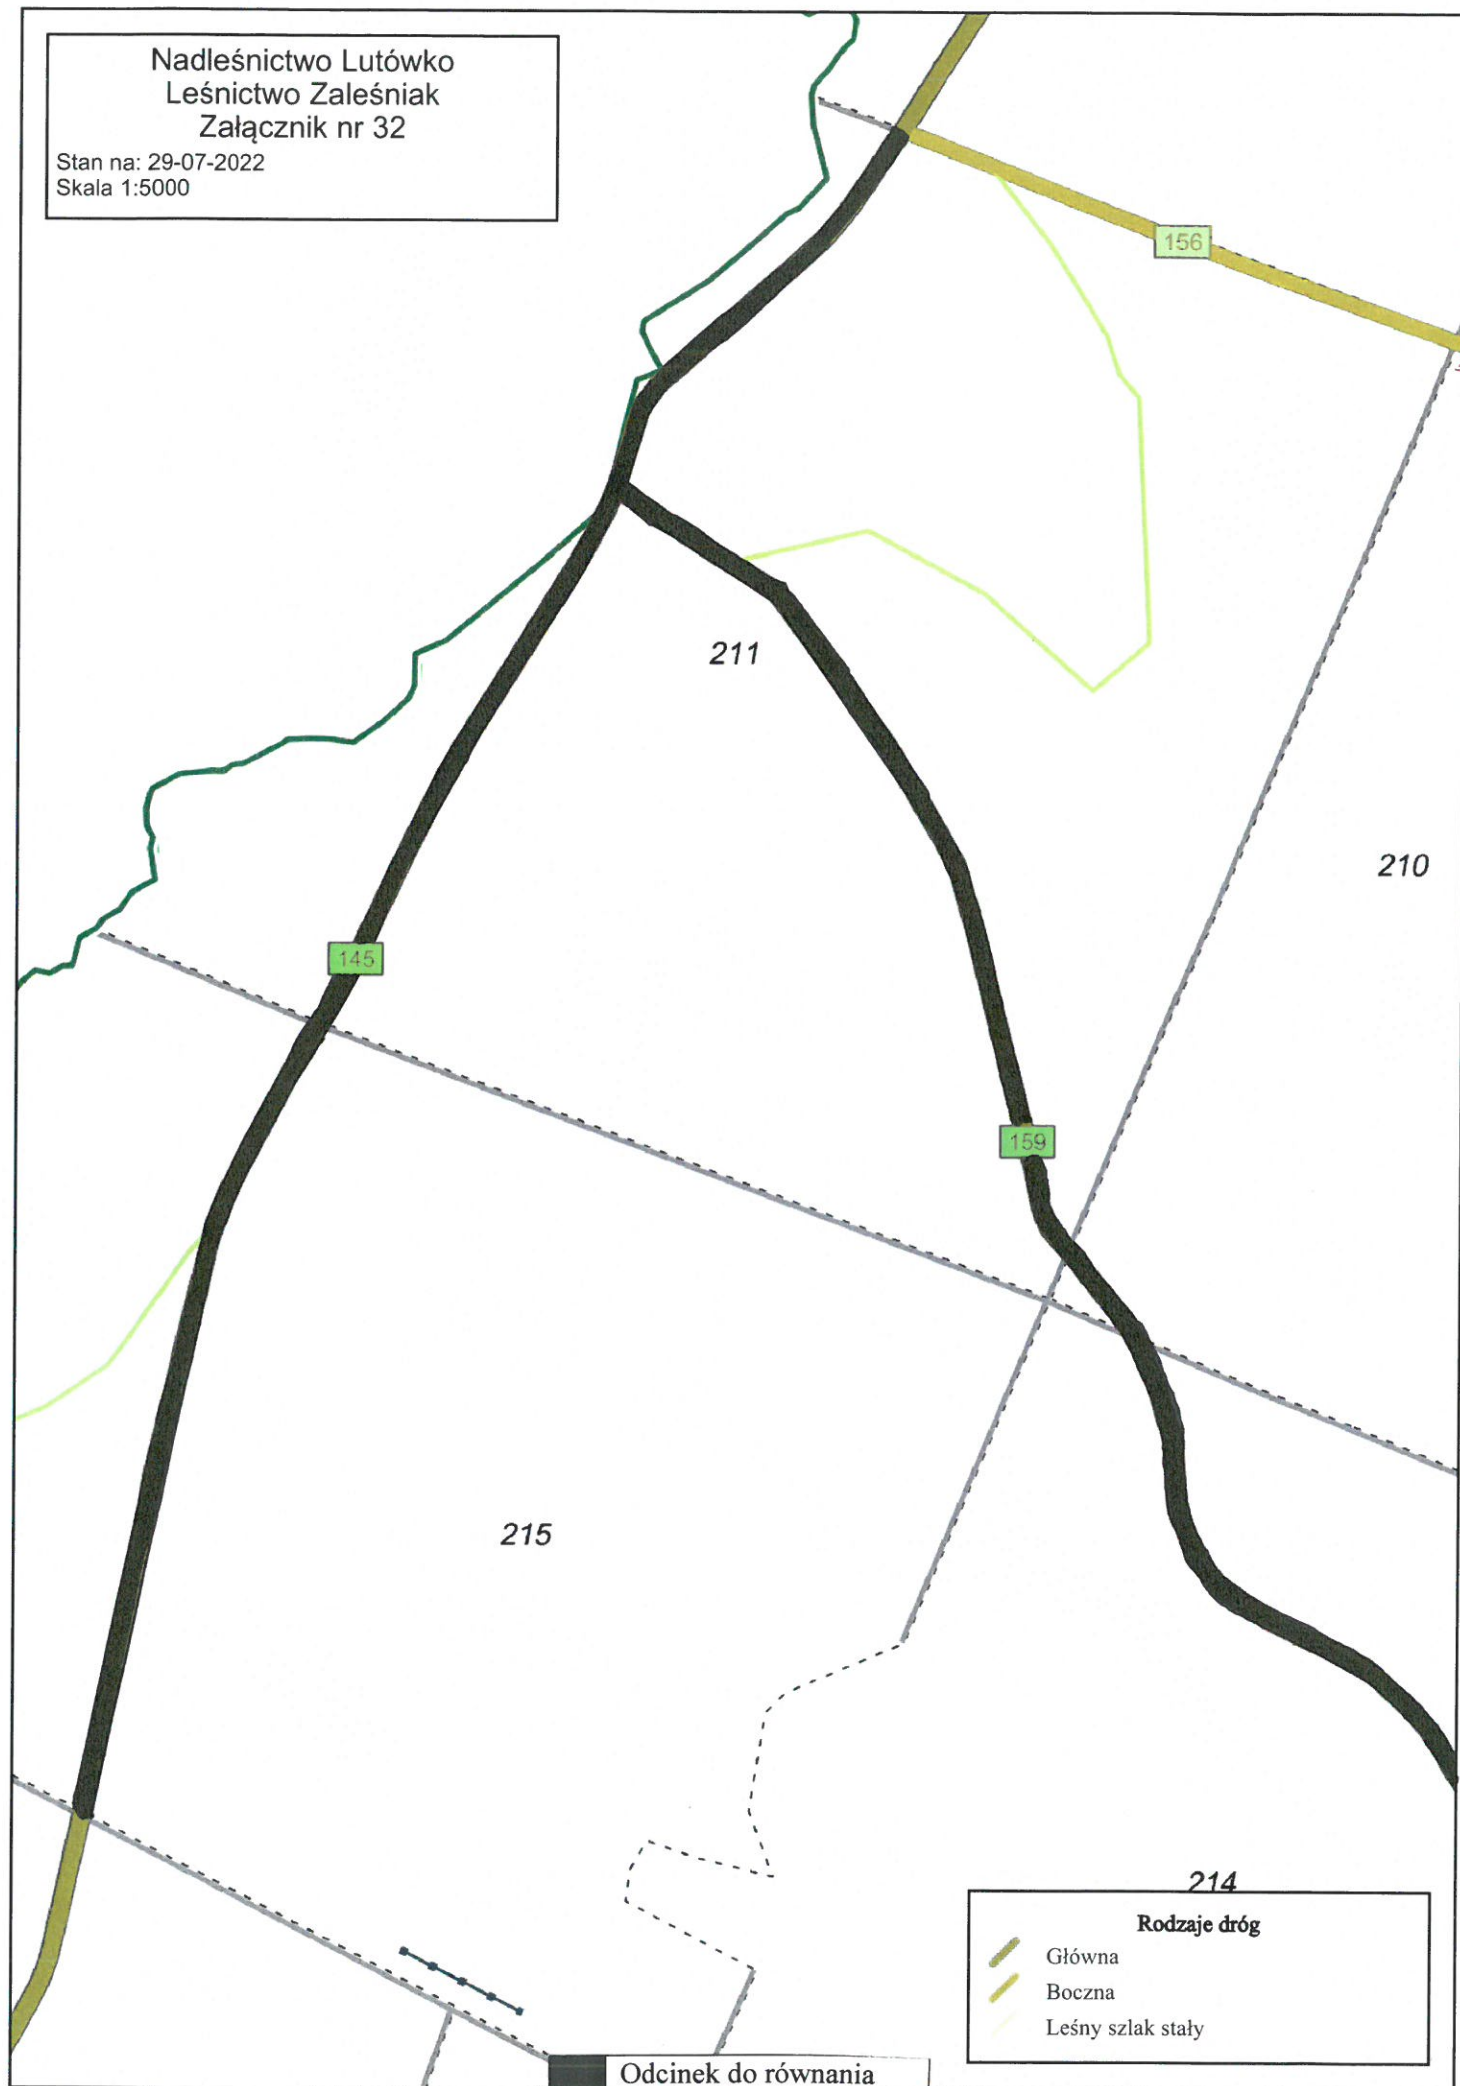 Nadleśnictwo Lutówko
Leśnictwo Zaleśniak
Załącznik nr 32
Stan na: 29-07-2022
Skala 1:5000
156
211
210
145
159
215
214
Rodzaje dróg
Główna
Boczna
Leśny szlak stały
Odcinek do równania